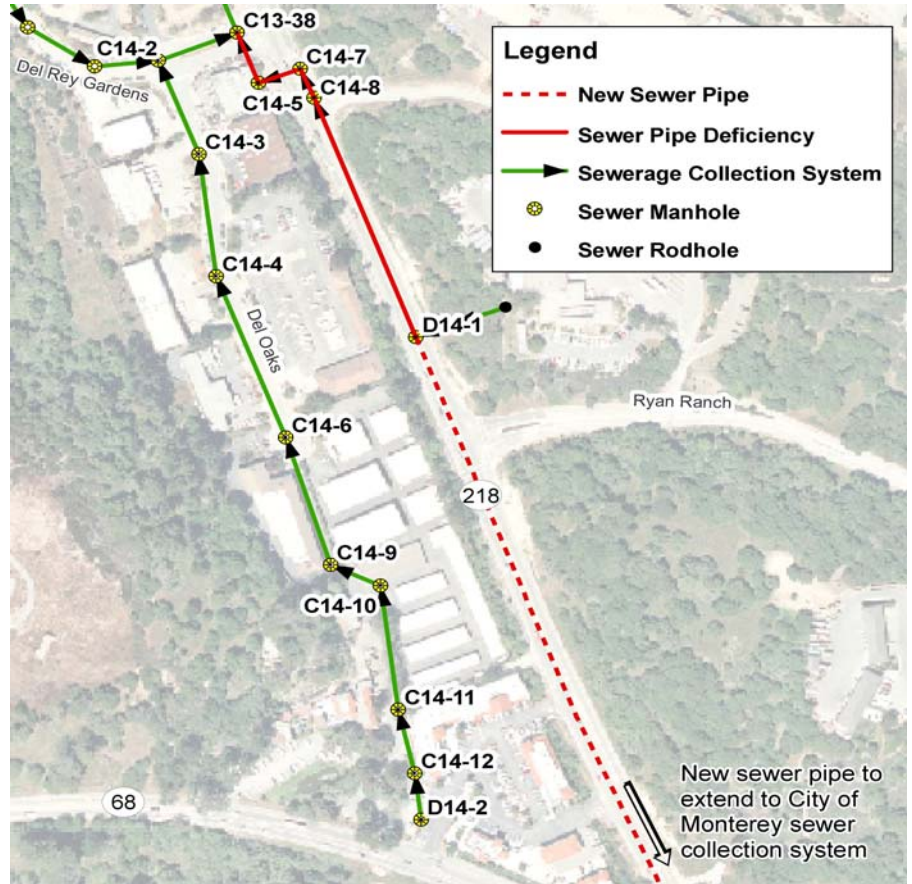 C13-38
C14-2
C14-7
Del Rey Gardens
C14-5
C14-8
C14-3
C14-4
Del Oaks
D14-1
Ryan Ranch
C14-6
218
C14-9
C14-10
C14-11
C14-12
D14-2
68
Legend
New Sewer Pipe
Sewer Pipe Deficiency
Sewerage Collection System
Sewer Manhole
Sewer Rodhole
New sewer pipe to
extend to City of
Monterey sewer
collection system